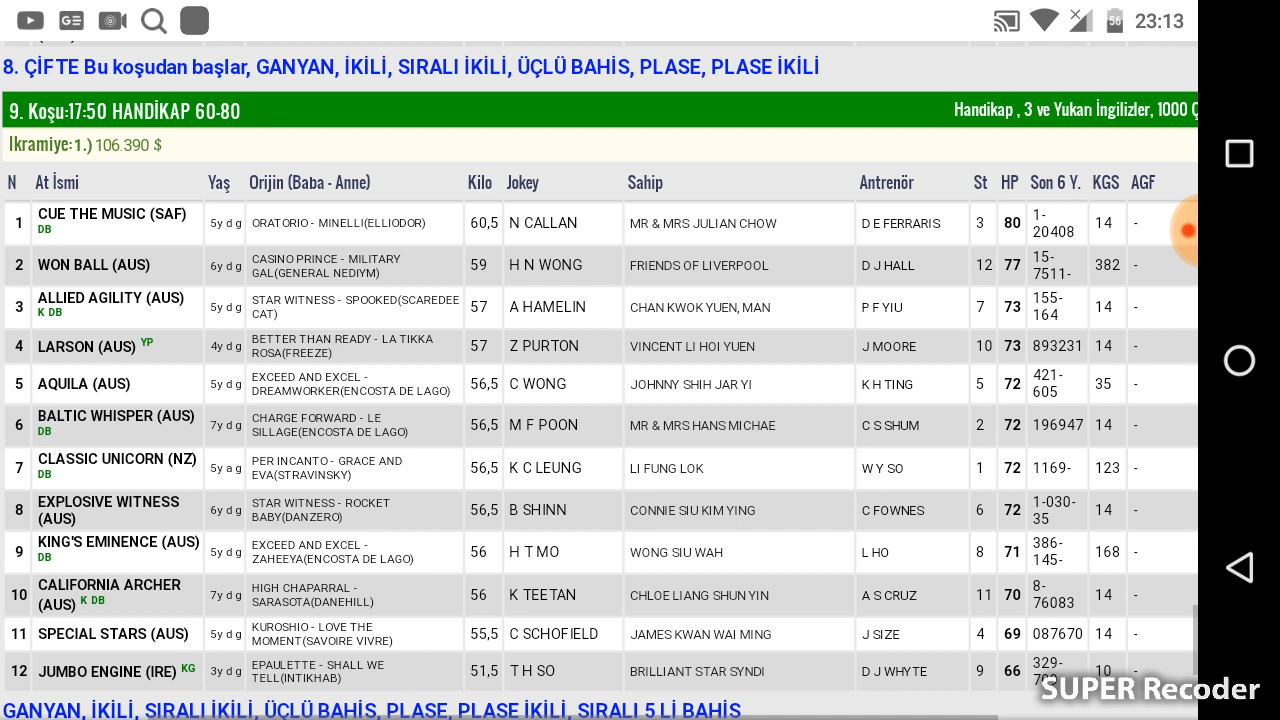 56 23:13
8. ÇİFTE Bu koşudan başlar, GANYAN, İKİLİ, SIRALI İKİLİ, ÜÇLÜ BAHİS, PLASE, PLASE İKİLİ
9. Koşu:17:50 HANDİKAP 60-80 Handikap , 3 ve Yukarı İngilizler, 1000 Ç
İkramiye:1.) 106.390 $
N At İsmi Yaş Orijin (Baba - Anne) Kilo Jokey Sahip Antrenör St HP Son 6 Y. KGS AGF
1 CUE THE MUSIC (SAF) DB 5y d g ORATORIO - MINELLI(ELLIODOR) 60,5 N CALLAN MR & MRS JULIAN CHOW D E FERRARIS 3 80 1-20408 14 -
2 WON BALL (AUS) 6y d g CASINO PRINCE - MILITARY GAL(GENERAL NEDIYM) 59 H N WONG FRIENDS OF LIVERPOOL D J HALL 12 77 15-7511- 382 -
3 ALLIED AGILITY (AUS) K DB 5y d g STAR WITNESS - SPOOKED(SCAREDEE CAT) 57 A HAMELIN CHAN KWOK YUEN, MAN P F YIU 7 73 155-164 14 -
4 LARSON (AUS) YP 4y d g BETTER THAN READY - LA TIKKA ROSA(FREEZE) 57 Z PURTON VINCENT LI HOI YUEN J MOORE 10 73 893231 14 -
5 AQUILA (AUS) 5y d g EXCEED AND EXCEL - DREAMWORKER(ENCOSTA DE LAGO) 56,5 C WONG JOHNNY SHIH JAR YI K H TING 5 72 421-605 35 -
6 BALTIC WHISPER (AUS) DB 7y d g CHARGE FORWARD - LE SILLAGE(ENCOSTA DE LAGO) 56,5 M F POON MR & MRS HANS MICHAE C S SHUM 2 72 196947 14 -
7 CLASSIC UNICORN (NZ) DB 5y a g PER INCANTO - GRACE AND EVA(STRAVINSKY) 56,5 K C LEUNG LI FUNG LOK W Y SO 1 72 1169- 123 -
8 EXPLOSIVE WITNESS (AUS) 6y d g STAR WITNESS - ROCKET BABY(DANZERO) 56,5 B SHINN CONNIE SIU KIM YING C FOWNES 6 72 1-030-35 14 -
9 KING'S EMINENCE (AUS) DB 5y d g EXCEED AND EXCEL - ZAHEEYA(ENCOSTA DE LAGO) 56 H T MO WONG SIU WAH L HO 8 71 386-145- 168 -
10 CALIFORNIA ARCHER (AUS) K DB 7y d g HIGH CHAPARRAL - SARASOTA(DANEHILL) 56 K TEETAN CHLOE LIANG SHUN YIN A S CRUZ 11 70 8-76083 14 -
11 SPECIAL STARS (AUS) 5y d g KUROSHIO - LOVE THE MOMENT(SAVOIRE VIVRE) 55,5 C SCHOFIELD JAMES KWAN WAI MING J SIZE 4 69 087670 14 -
12 JUMBO ENGINE (IRE) KG 3y d g EPAULETTE - SHALL WE TELL(INTIKHAB) 51,5 T H SO BRILLIANT STAR SYNDI D J WHYTE 9 66 329- 10 -
SUPER Recoder
GANYAN, İKİLİ, SIRALI İKİLİ, ÜÇLÜ BAHİS, PLASE, PLASE İKİLİ, SIRALI 5 Lİ BAHİS